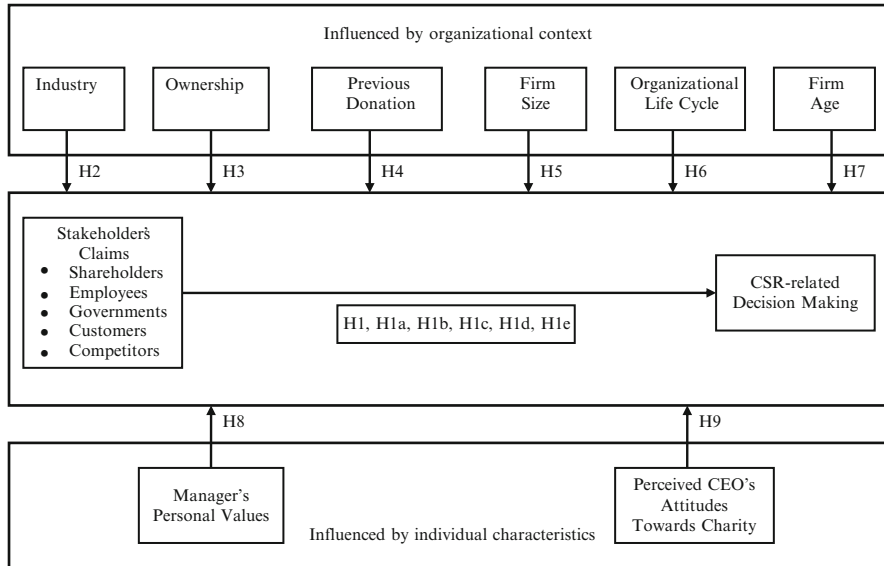 Influenced by organizational context
Industry
Ownership
Previous
Donation
Firm
Size
Organizational
Life Cycle
Firm
Age
H2
H3
H4
H5
H6
H7
Stakeholder's
Claims
• Shareholders
• Employees
• Governments
• Customers
• Competitors
H1, H1a, H1b, H1c, H1d, H1e
CSR-related
Decision Making
H8
H9
Manager's
Personal Values
Perceived CEO's
Attitudes
Towards Charity
Influenced by individual characteristics